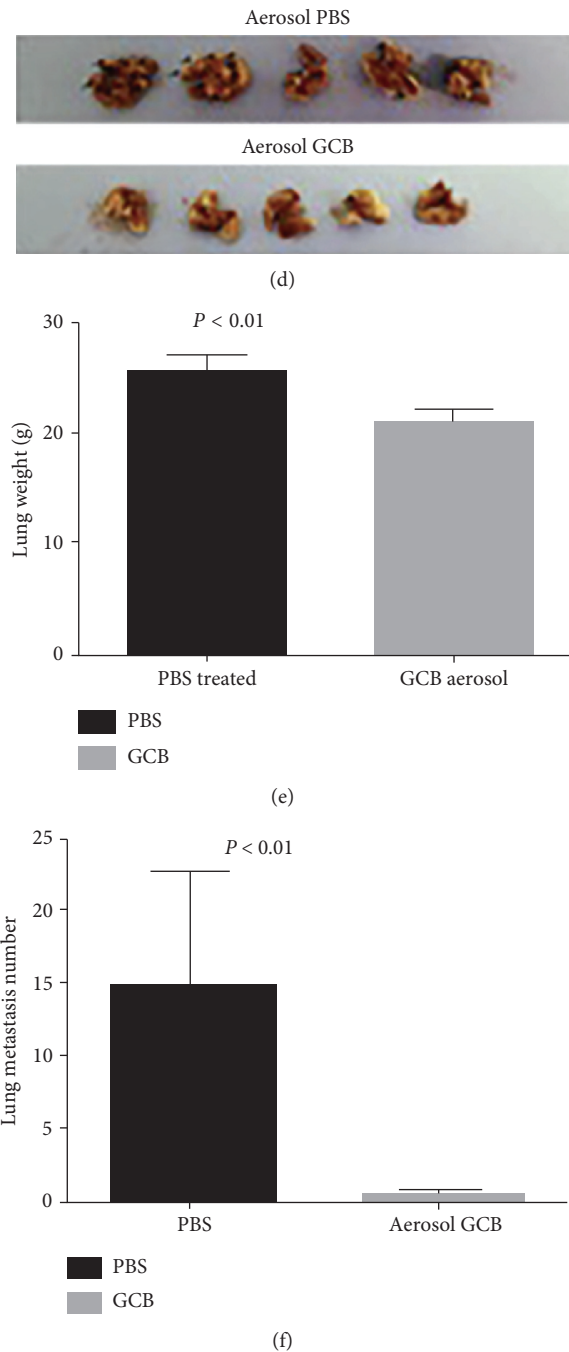 Aerosol PBS
Aerosol GCB
(d)
30
20
10
0
Lung weight (g)
P < 0.01
PBS treated
GCB aerosol
PBS
GCB
(e)
25
20
15
10
5
0
Lung metastasis number
P < 0.01
PBS
Aerosol GCB
PBS
GCB
(f)